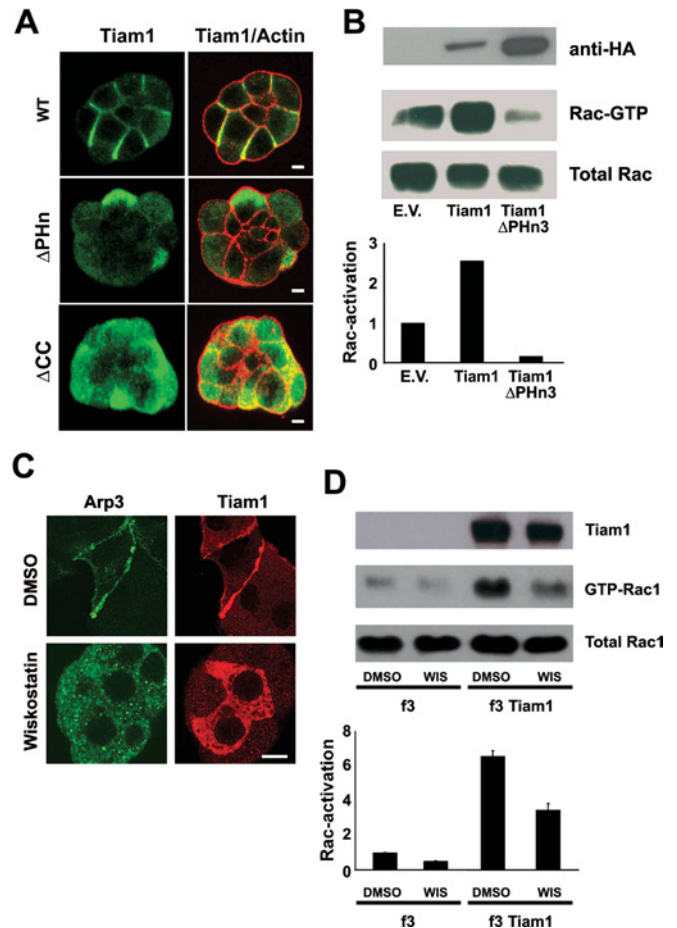 A
Tiam1 Tiam1/Actin
WT
ΔPHn
ΔCC
B
anti-HA
Rac-GTP
Total Rac
E.V. Tiam1 Tiam1
ΔPHn3
Rac-activation
3
2
1
0
E.V. Tiam1 Tiam1
ΔPHn3
C
Arp3 Tiam1
DMSO
Wiskostatin
D
Tiam1
GTP-Rac1
Total Rac1
DMSO WIS DMSO WIS
f3 f3 Tiam1
Rac-activation
8
6
4
2
0
DMSO WIS DMSO WIS
f3 f3 Tiam1